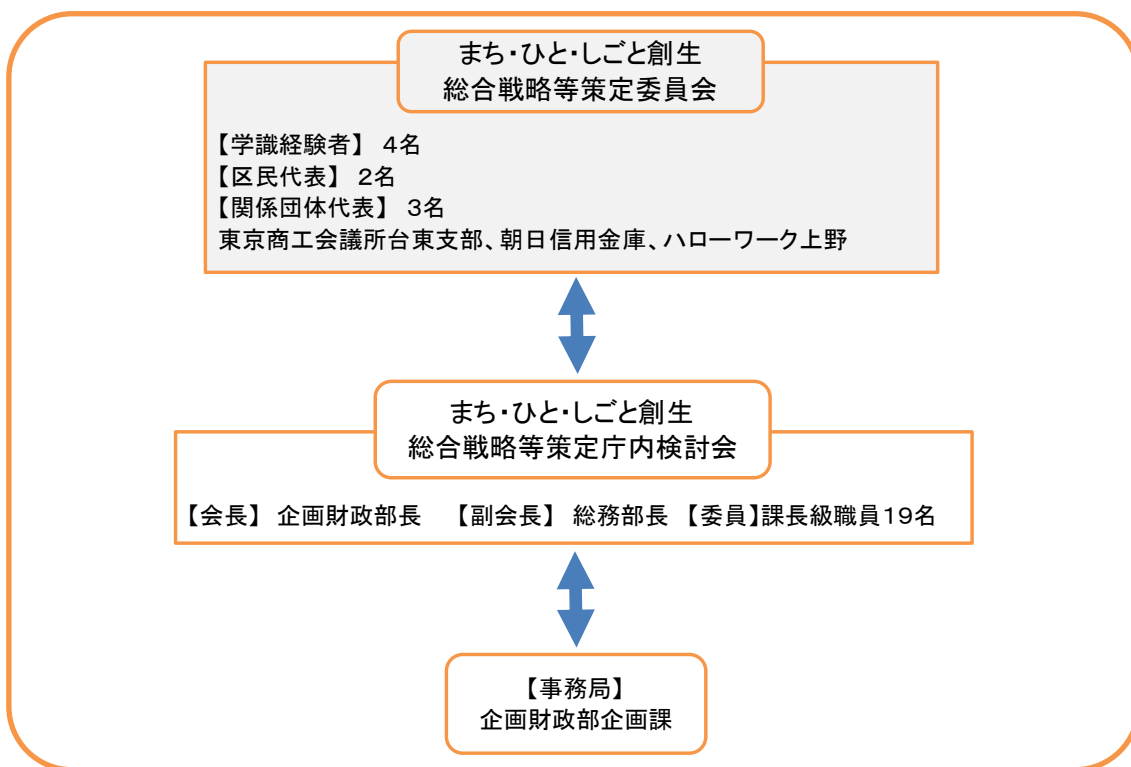 まち・ひと・しごと創生
総合戦略等策定委員会
【学識経験者】 4名
【区民代表】 2名
【関係団体代表】 3名
東京商工会議所台東支部、朝日信用金庫、ハローワーク上野
まち・ひと・しごと創生
総合戦略等策定庁内検討会
【会長】 企画財政部長 【副会長】 総務部長 【委員】課長級職員19名
【事務局】
企画財政部企画課